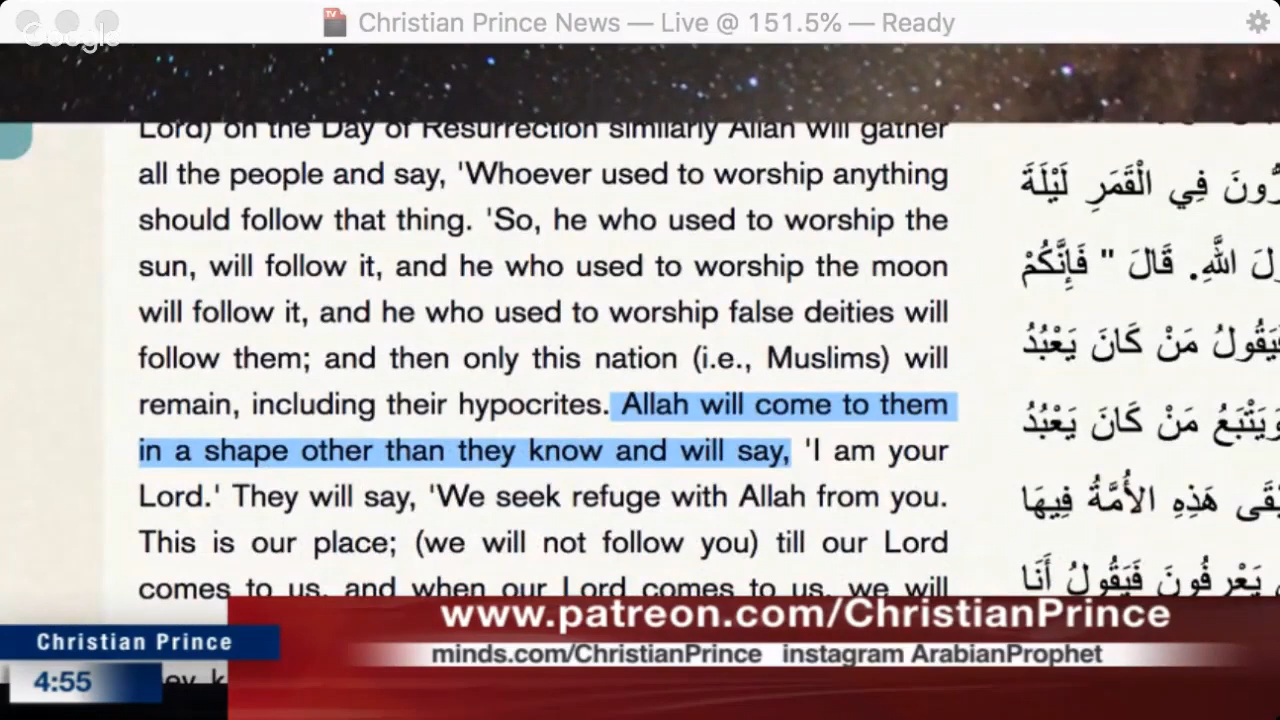 Christian Prince News — Live @ 151.5% — Ready
Google
Lord) on the Day of Resurrection similarly Allah will gather
all the people and say, 'Whoever used to worship anything
should follow that thing. 'So, he who used to worship the
sun, will follow it, and he who used to worship the moon
will follow it, and he who used to worship false deities will
follow them; and then only this nation (i.e., Muslims) will
remain, including their hypocrites. Allah will come to them
in a shape other than they know and will say, 'I am your
Lord.' They will say, 'We seek refuge with Allah from you.
This is our place; (we will not follow you) till our Lord
comes to us, and when our Lord comes to us, we will
فِي الْقَمَرِ لَيْلَةَ
اللَّهِ. قَالَ " فَإِنَّكُمْ
فَيَقُولُ مَنْ كَانَ يَعْبُدُ
وَيَتْبَعُ مَنْ كَانَ يَعْبُدُ
هَذِهِ الأُمَّةُ فِيهَا
يَعْرِفُونَ فَيَقُولُ أَنَا
www.patreon.com/ChristianPrince
Christian Prince
minds.com/ChristianPrince instagram ArabianProphet
4:55